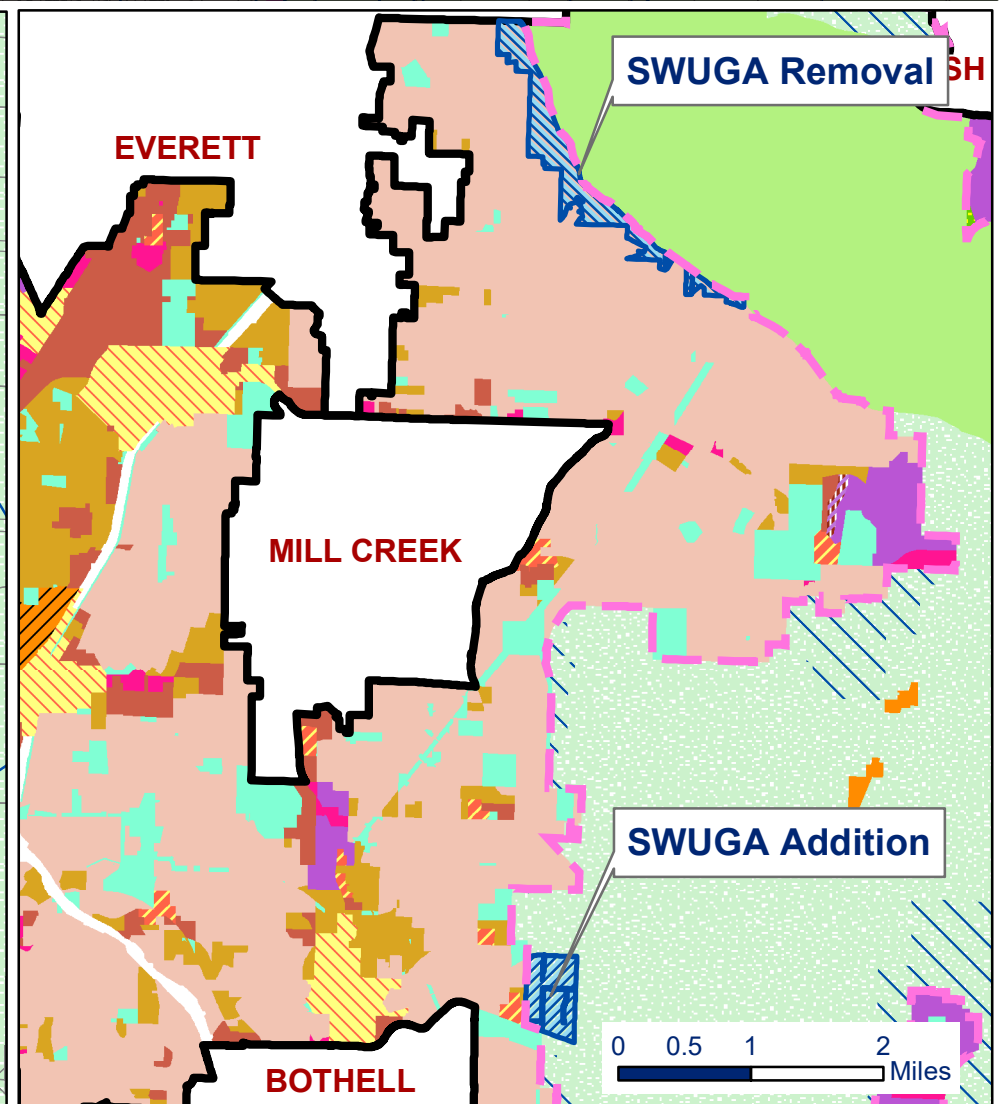 SWUGA Removal
SH
EVERETT
MILL CREEK
SWUGA Addition
0 0.5 1 2
Miles
BOTHELL